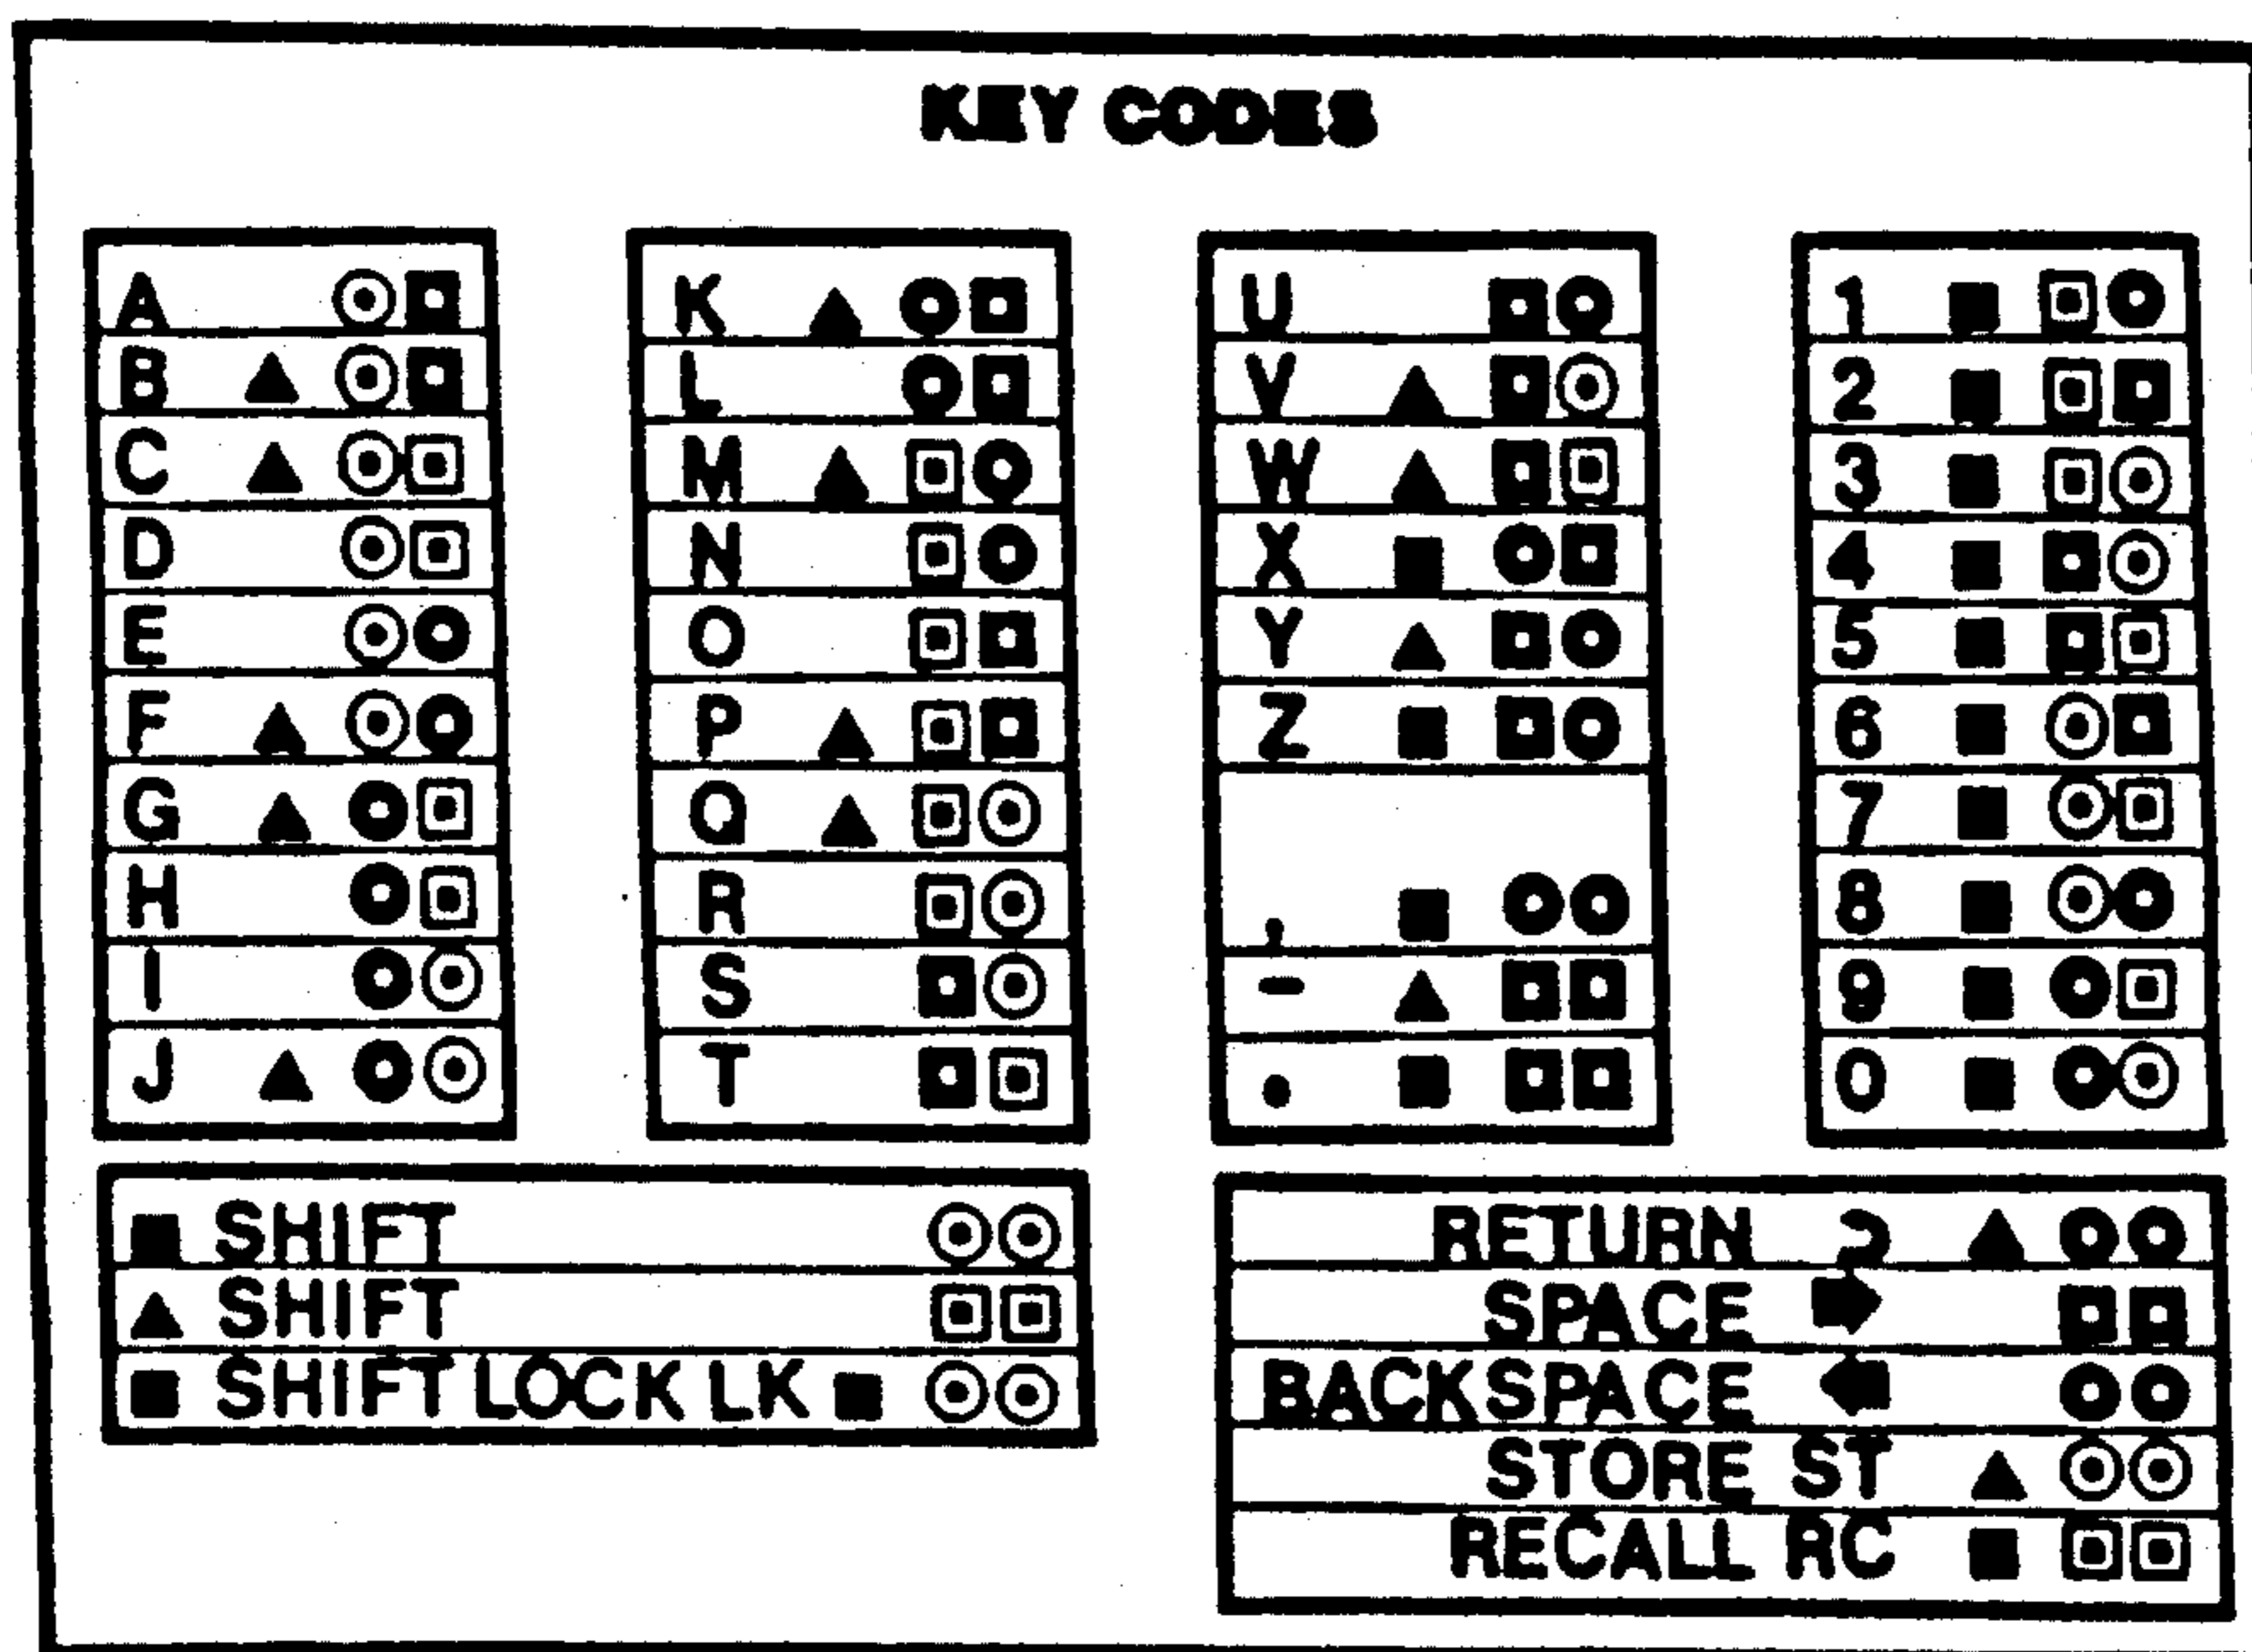 KEY CODES
A
B
C
D
E
F
G
H
I
J
K
L
M
N
O
P
Q
R
S
T
U
V
W
X
Y
Z
,
-
.
1
2
3
4
5
6
7
8
9
0
SHIFT
SHIFT
SHIFT LOCK LK
RETURN
SPACE
BACKSPACE
STORE ST
RECALL RC